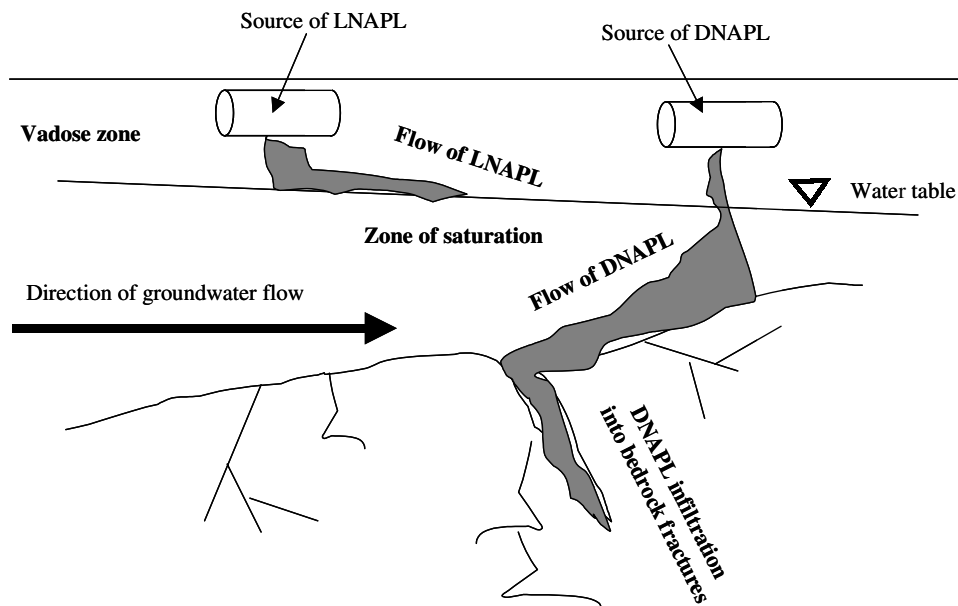 Source of LNAPL
Source of DNAPL
Vadose zone
Flow of LNAPL
Water table
Zone of saturation
Flow of DNAPL
Direction of groundwater flow
DNAPL infiltration
into bedrock fractures